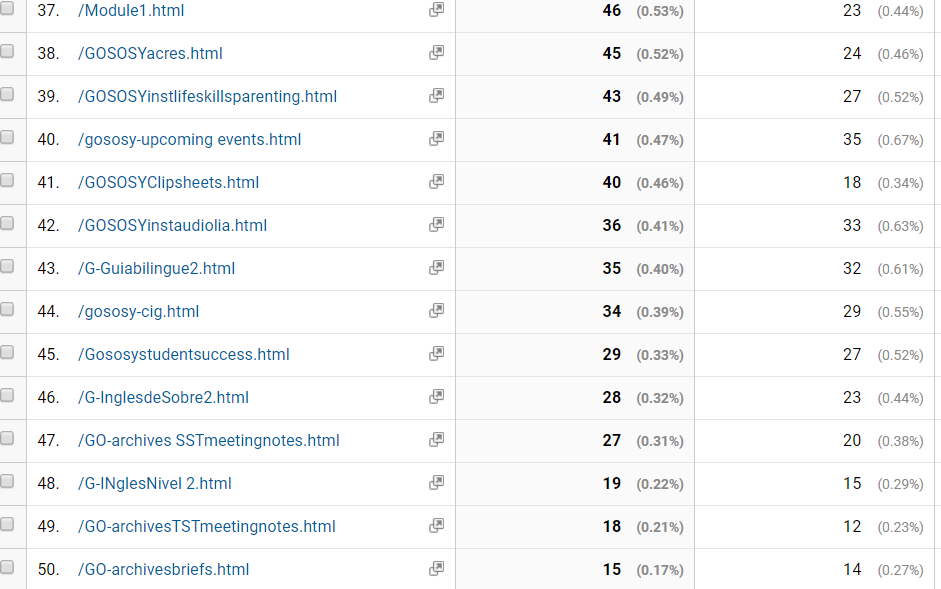 37. /Module1.html 46 (0.53%) 23 (0.44%)
38. /GOSOSYacres.html 45 (0.52%) 24 (0.46%)
39. /GOSOSYinstlifeskillsparenting.html 43 (0.49%) 27 (0.52%)
40. /gososy-upcoming events.html 41 (0.47%) 35 (0.67%)
41. /GOSOSYClipsheets.html 40 (0.46%) 18 (0.34%)
42. /GOSOSYinstaudiolia.html 36 (0.41%) 33 (0.63%)
43. /G-Guiabilingue2.html 35 (0.40%) 32 (0.61%)
44. /gososy-cig.html 34 (0.39%) 29 (0.55%)
45. /Gososystudentsuccess.html 29 (0.33%) 27 (0.52%)
46. /G-InglesdeSobre2.html 28 (0.32%) 23 (0.44%)
47. /GO-archives SSTmeetingnotes.html 27 (0.31%) 20 (0.38%)
48. /G-INglesNivel 2.html 19 (0.22%) 15 (0.29%)
49. /GO-archivesTSTmeetingnotes.html 18 (0.21%) 12 (0.23%)
50. /GO-archivesbriefs.html 15 (0.17%) 14 (0.27%)